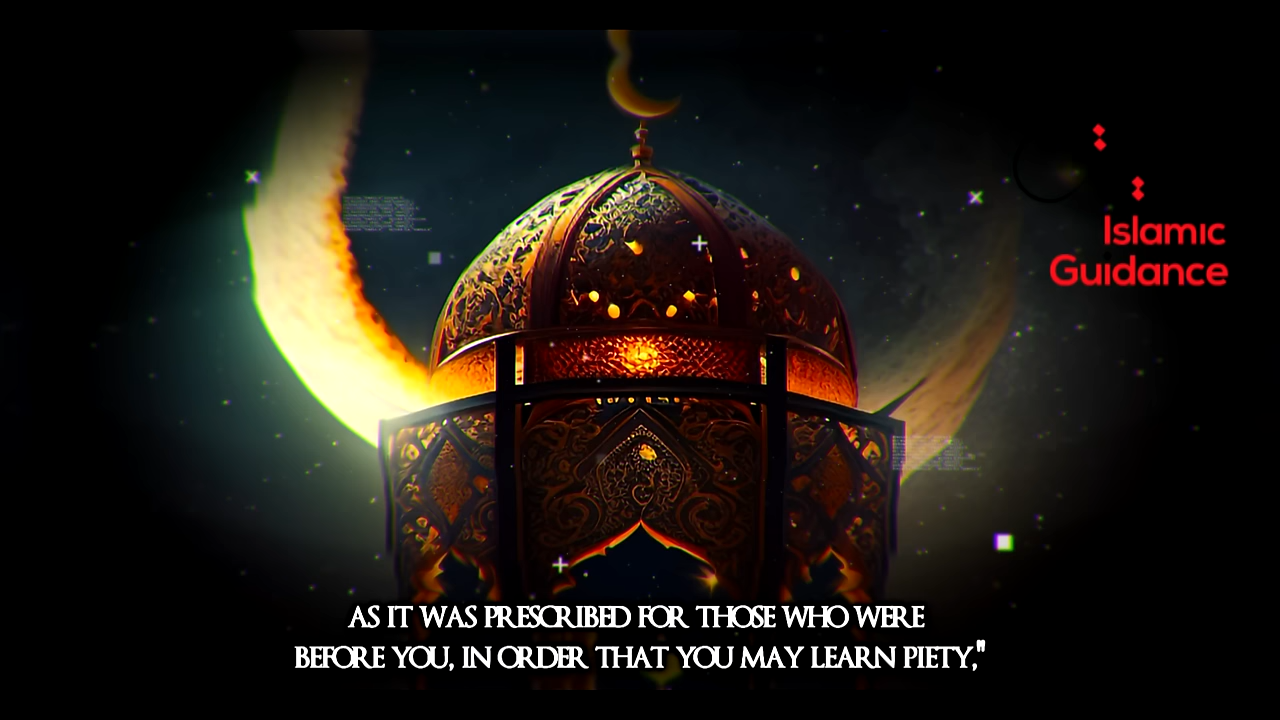 Islamic
Guidance
AS IT WAS PRESCRIBED FOR THOSE WHO WERE
BEFORE YOU, IN ORDER THAT YOU MAY LEARN PIETY,"